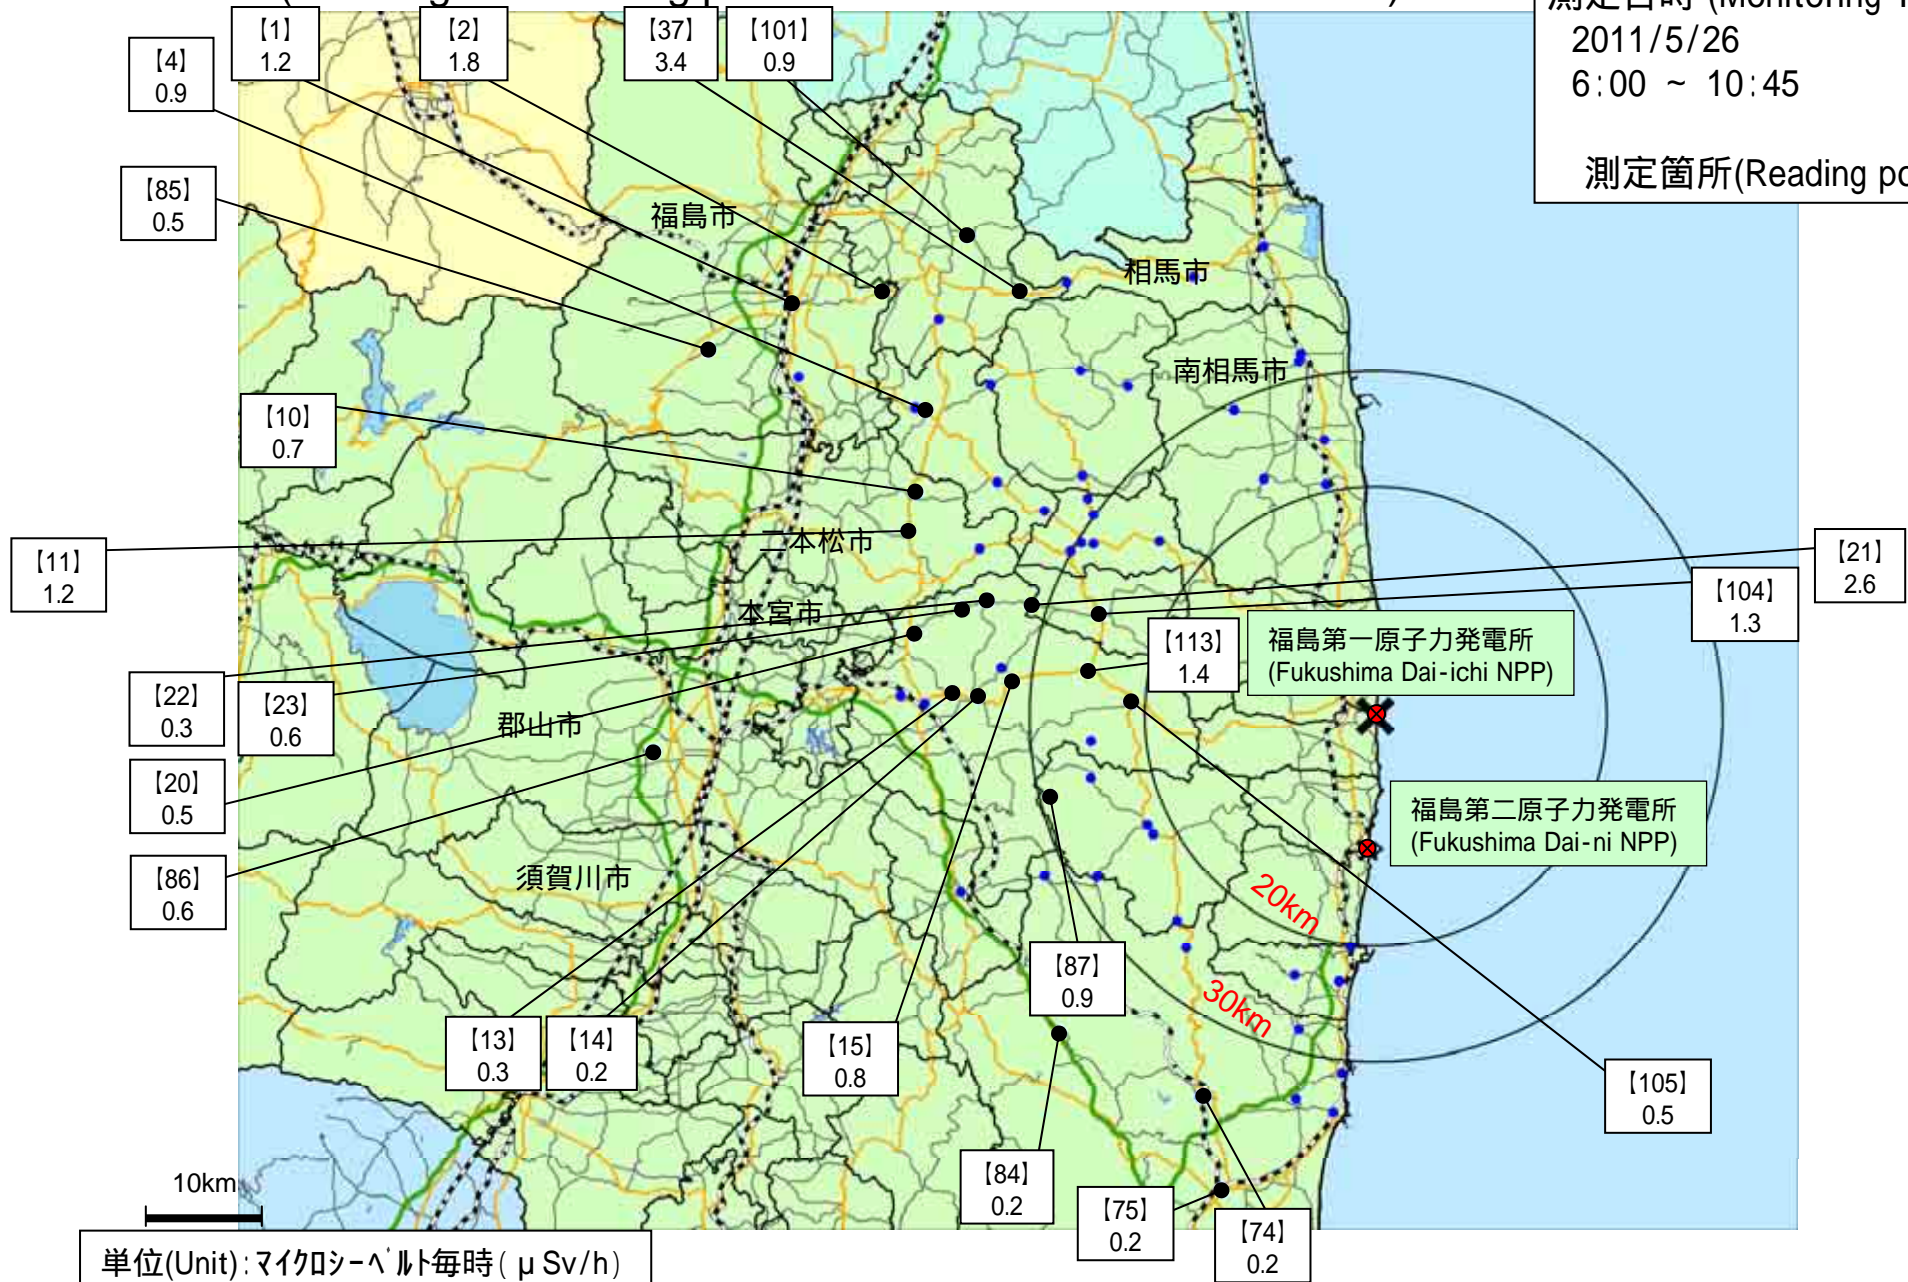 【1】
1.2
【2】
1.8
【37】
3.4
【101】
0.9
2011/5/26
6:00 ~ 10:45
測定箇所(Reading
【4】
0.9
【85】
0.5
福島市
相馬市
南相馬市
【10】
0.7
二本松市
【11】
1.2
【21】
2.6
【104】
1.3
本宮市
【113】
1.4
福島第一原子力発電所
(Fukushima Dai-ichi NPP)
【22】
0.3
【23】
0.6
郡山市
【20】
0.5
福島第二原子力発電所
(Fukushima Dai-ni NPP)
【86】
0.6
須賀川市
20km
30km
【87】
0.9
【13】
0.3
【14】
0.2
【15】
0.8
【105】
0.5
【84】
0.2
【75】
0.2
【74】
0.2
10km
単位(Unit):マイクロシーベルト毎時(μSv/h)